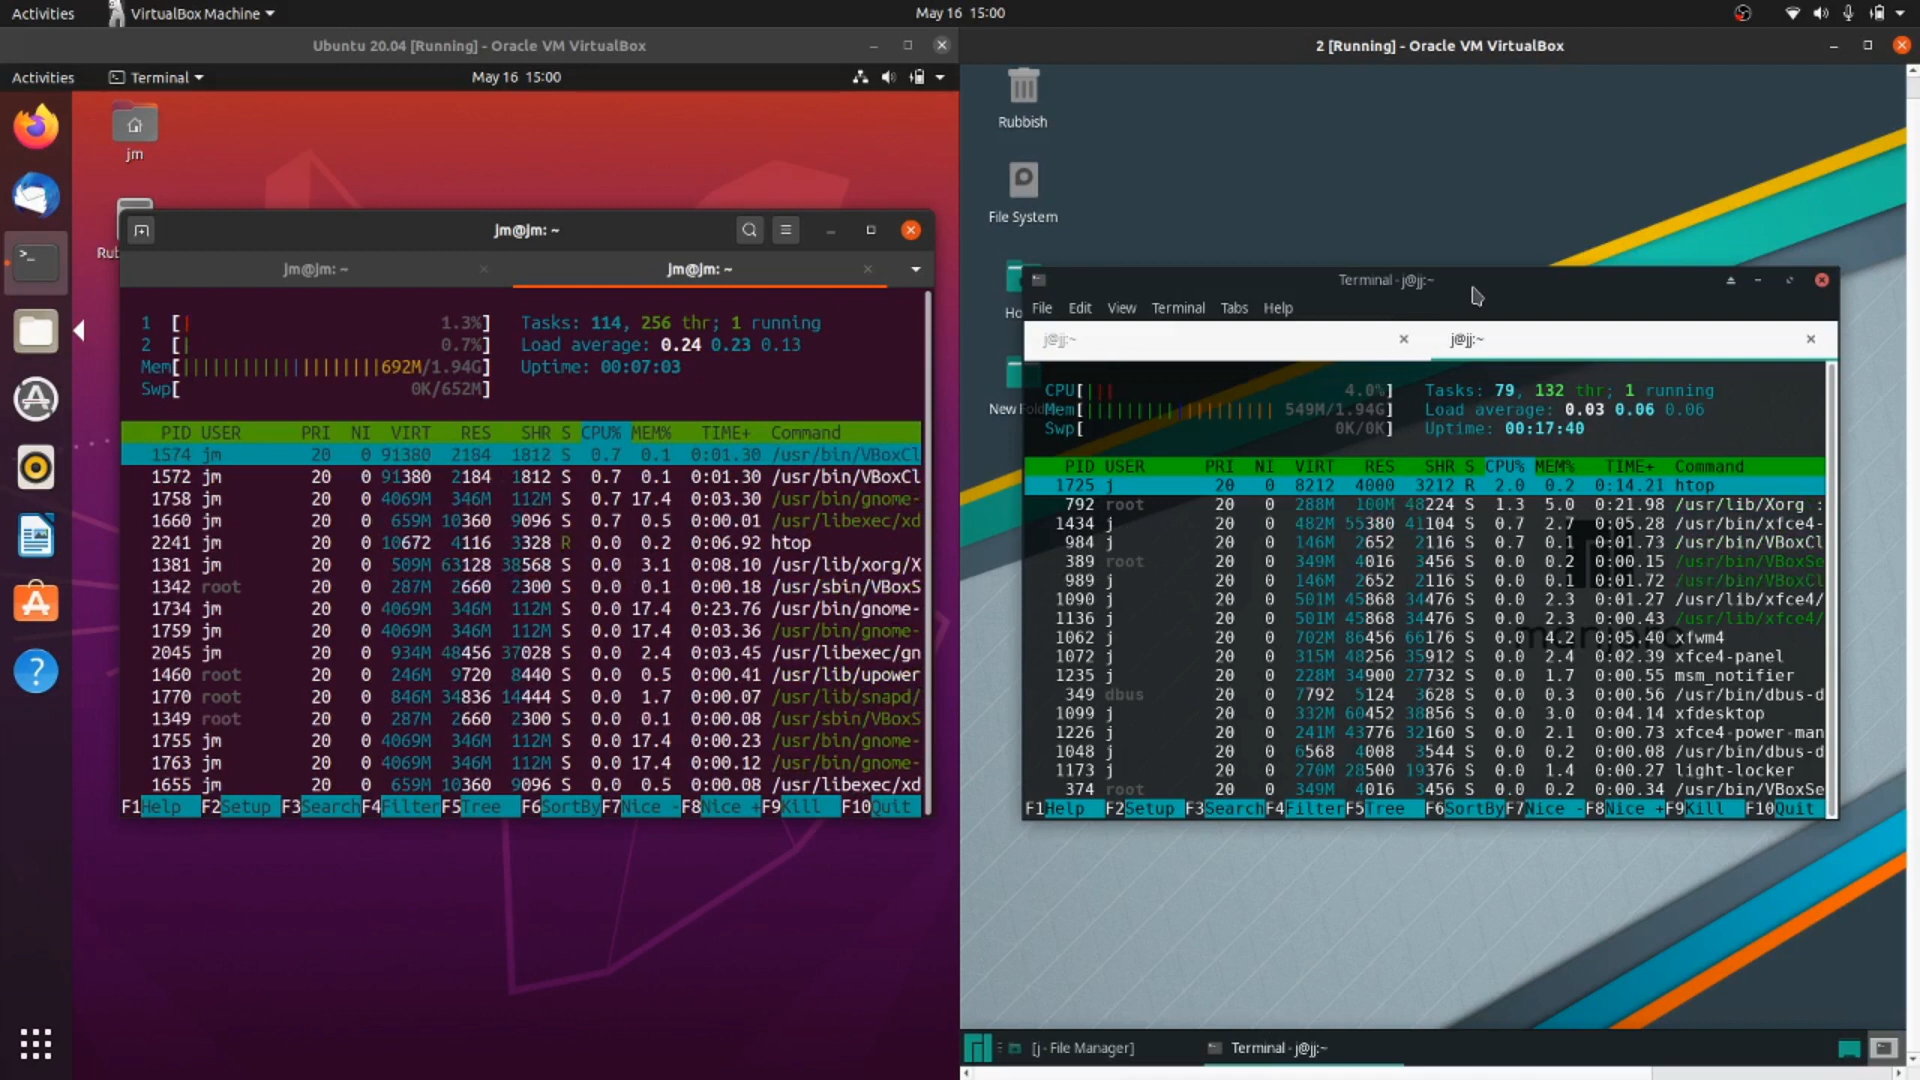 Activities VirtualBox Machine May 16 15:00
Ubuntu 20.04 [Running] - Oracle VM VirtualBox
Activities Terminal May 16 15:00
jm
Rub
jm@jm: ~
jm@jm: ~ jm@jm: ~
1 [| 1.3%] Tasks: 114, 256 thr; 1 running
2 [| 0.7%] Load average: 0.24 0.23 0.13
Mem[||||||||||||||||||692M/1.94G] Uptime: 00:07:03
Swp[ 0K/652M]
PID USER PRI NI VIRT RES SHR S CPU% MEM% TIME+ Command
1574 jm 20 0 91380 2184 1812 S 0.7 0.1 0:01.30 /usr/bin/VBoxCl
1572 jm 20 0 91380 2184 1812 S 0.7 0.1 0:01.30 /usr/bin/VBoxCl
1758 jm 20 0 4069M 346M 112M S 0.7 17.4 0:03.30 /usr/bin/gnome-
1660 jm 20 0 659M 10360 9096 S 0.7 0.5 0:00.01 /usr/libexec/xd
2241 jm 20 0 10672 4116 3328 R 0.0 0.2 0:06.92 htop
1381 jm 20 0 509M 63128 38568 S 0.0 3.1 0:08.10 /usr/lib/xorg/X
1342 root 20 0 287M 2660 2300 S 0.0 0.1 0:00.18 /usr/sbin/VBoxS
1734 jm 20 0 4069M 346M 112M S 0.0 17.4 0:23.76 /usr/bin/gnome-
1759 jm 20 0 4069M 346M 112M S 0.0 17.4 0:03.36 /usr/bin/gnome-
2045 jm 20 0 934M 48456 37028 S 0.0 2.4 0:03.45 /usr/libexec/gn
1460 root 20 0 246M 9720 8440 S 0.0 0.5 0:00.41 /usr/lib/upower
1770 root 20 0 846M 34836 14444 S 0.0 1.7 0:00.07 /usr/lib/snapd/
1349 root 20 0 287M 2660 2300 S 0.0 0.1 0:00.08 /usr/sbin/VBoxS
1755 jm 20 0 4069M 346M 112M S 0.0 17.4 0:00.23 /usr/bin/gnome-
1763 jm 20 0 4069M 346M 112M S 0.0 17.4 0:00.12 /usr/bin/gnome-
1655 jm 20 0 659M 10360 9096 S 0.0 0.5 0:00.08 /usr/libexec/xd
F1Help F2Setup F3SearchF4FilterF5Tree F6SortByF7Nice -F8Nice +F9Kill F10Quit
2 [Running] - Oracle VM VirtualBox
Rubbish
File System
Ho
New Fol
Terminal - j@jj:~
File Edit View Terminal Tabs Help
j@jj:~ j@jj:~
CPU[||| 4.0%] Tasks: 79, 132 thr; 1 running
Mem[|||||||||||||||||| 549M/1.94G] Load average: 0.03 0.06 0.06
Swp[ 0K/0K] Uptime: 00:17:40
PID USER PRI NI VIRT RES SHR S CPU% MEM% TIME+ Command
1725 j 20 0 8212 4000 3212 R 2.0 0.2 0:14.21 htop
792 root 20 0 288M 100M 48224 S 1.3 5.0 0:21.98 /usr/lib/Xorg :
1434 j 20 0 482M 55380 41104 S 0.7 2.7 0:05.28 /usr/bin/xfce4-
984 j 20 0 146M 2652 2116 S 0.7 0.1 0:01.73 /usr/bin/VBoxCl
389 root 20 0 349M 4016 3456 S 0.0 0.2 0:00.15 /usr/bin/VBoxSe
989 j 20 0 146M 2652 2116 S 0.0 0.1 0:01.72 /usr/bin/VBoxCl
1090 j 20 0 501M 45868 34476 S 0.0 2.3 0:01.27 /usr/lib/xfce4/
1136 j 20 0 501M 45868 34476 S 0.0 2.3 0:00.43 /usr/lib/xfce4/
1062 j 20 0 702M 86456 66176 S 0.0 4.2 0:05.40 xfwm4
1072 j 20 0 315M 48256 35912 S 0.0 2.4 0:02.39 xfce4-panel
1235 j 20 0 228M 34900 27732 S 0.0 1.7 0:00.55 msm_notifier
349 dbus 20 0 7792 5124 3628 S 0.0 0.3 0:00.56 /usr/bin/dbus-d
1099 j 20 0 332M 60452 38856 S 0.0 3.0 0:04.14 xfdesktop
1226 j 20 0 241M 43776 32160 S 0.0 2.1 0:00.73 xfce4-power-man
1048 j 20 0 6568 4008 3544 S 0.0 0.2 0:00.08 /usr/bin/dbus-d
1173 j 20 0 270M 28500 19376 S 0.0 1.4 0:00.27 light-locker
374 root 20 0 349M 4016 3456 S 0.0 0.2 0:00.34 /usr/bin/VBoxSe
F1Help F2Setup F3SearchF4FilterF5Tree F6SortByF7Nice -F8Nice +F9Kill F10Quit
manjaro
[j - File Manager] Terminal - j@jj:~